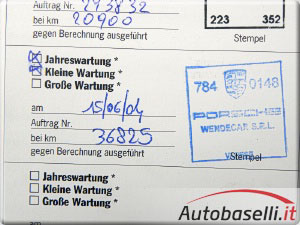 Auftrag Nr. 293832
bei km 20900
gegen Berechnung ausgeführt
223 352
Stempel
Jahreswartung *
Kleine Wartung *
Große Wartung *
am 15/06/04
Auftrag Nr.
bei km 36825
gegen Berechnung ausgeführt
784 0148
PORSCHE
WENDECAR S.R.L.
Stempel
Jahreswartung *
Kleine Wartung *
Große Wartung *
am
Autobaselli.it